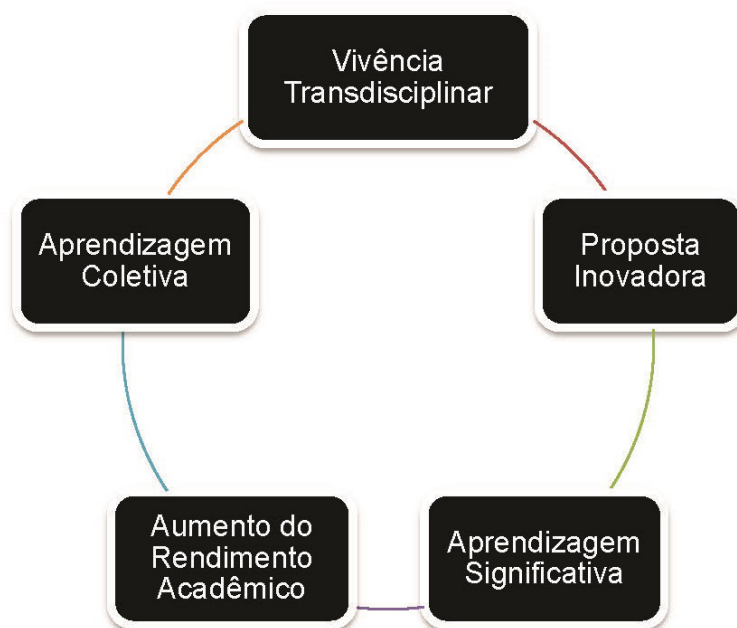 Vivência
Transdisciplinar
Proposta
Inovadora
Aprendizagem
Significativa
Aumento do
Rendimento
Acadêmico
Aprendizagem
Coletiva